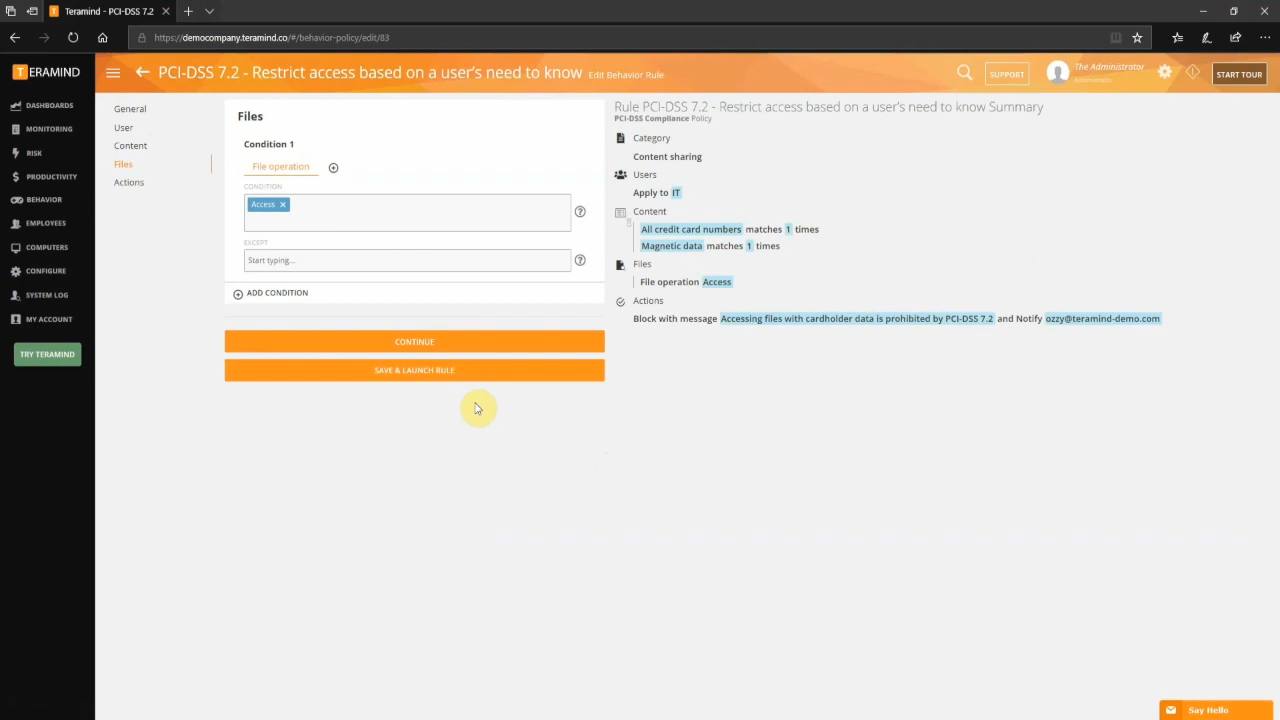 Teramind - PCI-DSS 7.2
https://democompany.teramind.co/#/behavior-policy/edit/83
TERAMIND
PCI-DSS 7.2 - Restrict access based on a user's need to know Edit Behavior Rule
SUPPORT
The Administrator
Administrator
START TOUR
DASHBOARDS
MONITORING
RISK
PRODUCTIVITY
BEHAVIOR
EMPLOYEES
COMPUTERS
CONFIGURE
SYSTEM LOG
MY ACCOUNT
TRY TERAMIND
General
User
Content
Files
Actions
Files
Condition 1
File operation
CONDITION
Access
EXCEPT
Start typing...
ADD CONDITION
CONTINUE
SAVE & LAUNCH RULE
Rule PCI-DSS 7.2 - Restrict access based on a user's need to know Summary
PCI-DSS Compliance Policy
Category
Content sharing
Users
Apply to IT
Content
All credit card numbers matches 1 times
Magnetic data matches 1 times
Files
File operation Access
Actions
Block with message Accessing files with cardholder data is prohibited by PCI-DSS 7.2 and Notify ozzy@teramind-demo.com
Say Hello